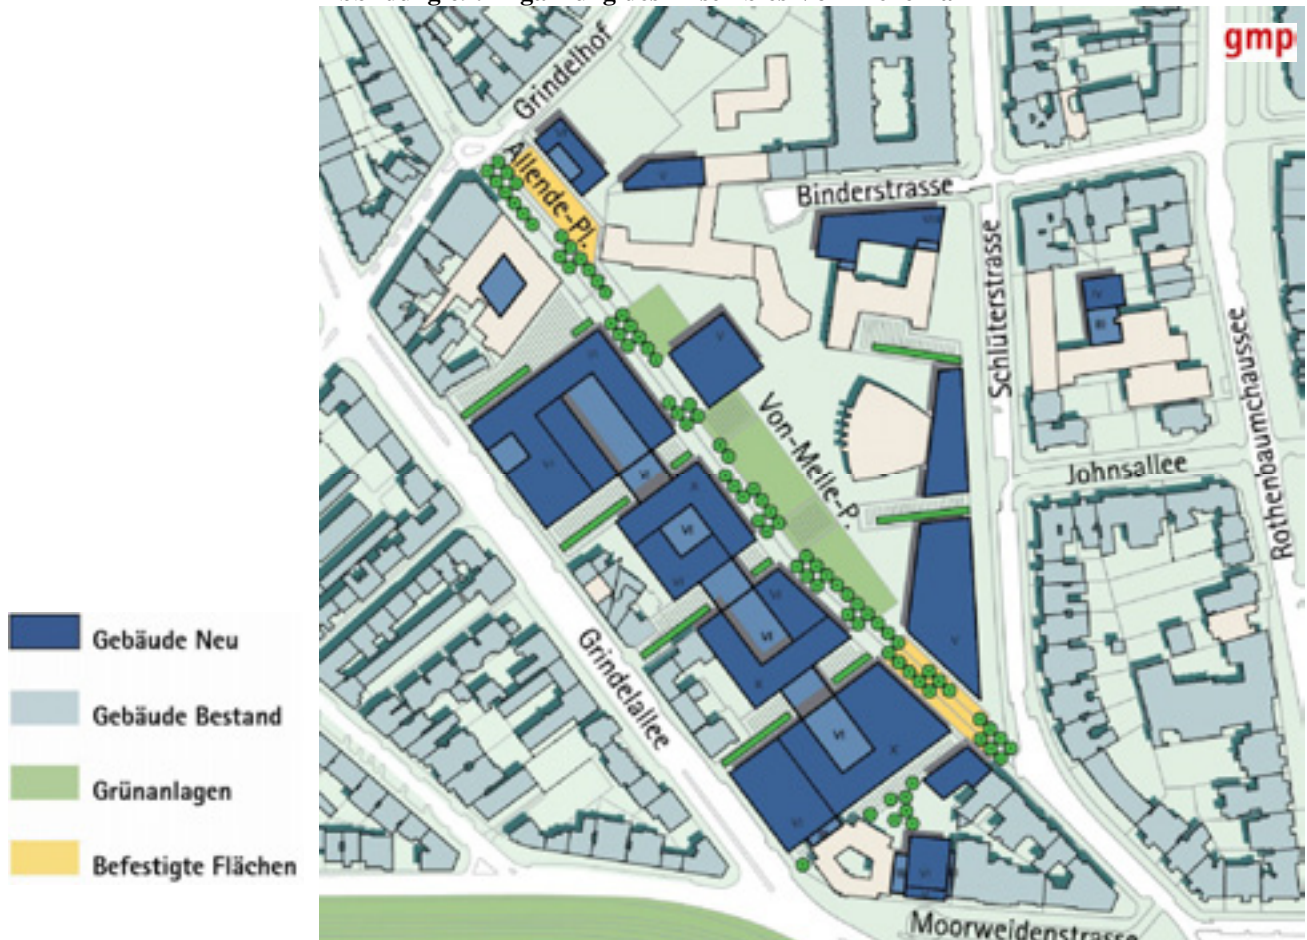 gmp
Grindelhof
Allende-Pl.
Binderstrasse
Schlüterstrasse
Rothenbaumchaussee
Von-Melle-P.
Johnsallee
Grindelallee
Moorweidenstrasse
Gebäude Neu
Gebäude Bestand
Grünanlagen
Befestigte Flächen